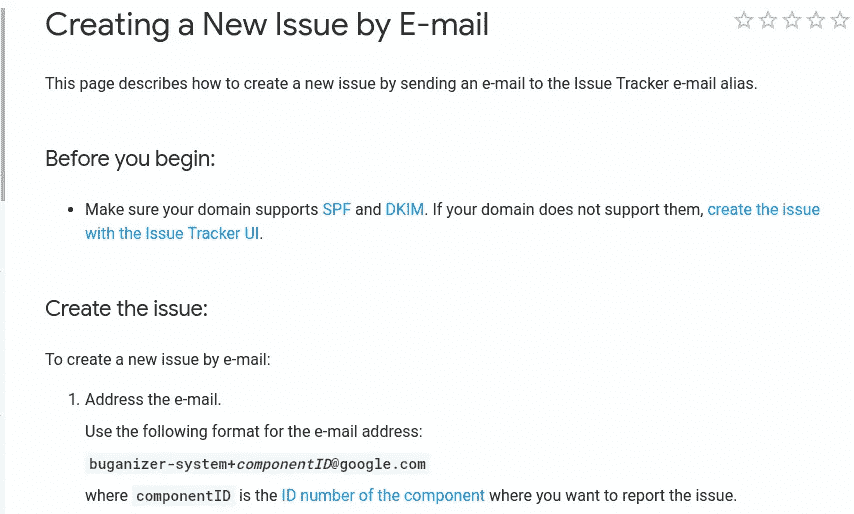 Creating a New Issue by E-mail
This page describes how to create a new issue by sending an e-mail to the Issue Tracker e-mail alias.
Before you begin:
• Make sure your domain supports SPF and DKIM. If your domain does not support them, create the issue
with the Issue Tracker UI.
Create the issue:
To create a new issue by e-mail:
1. Address the e-mail.
Use the following format for the e-mail address:
buganizer-system+componentID@google.com
where componentID is the ID number of the component where you want to report the issue.